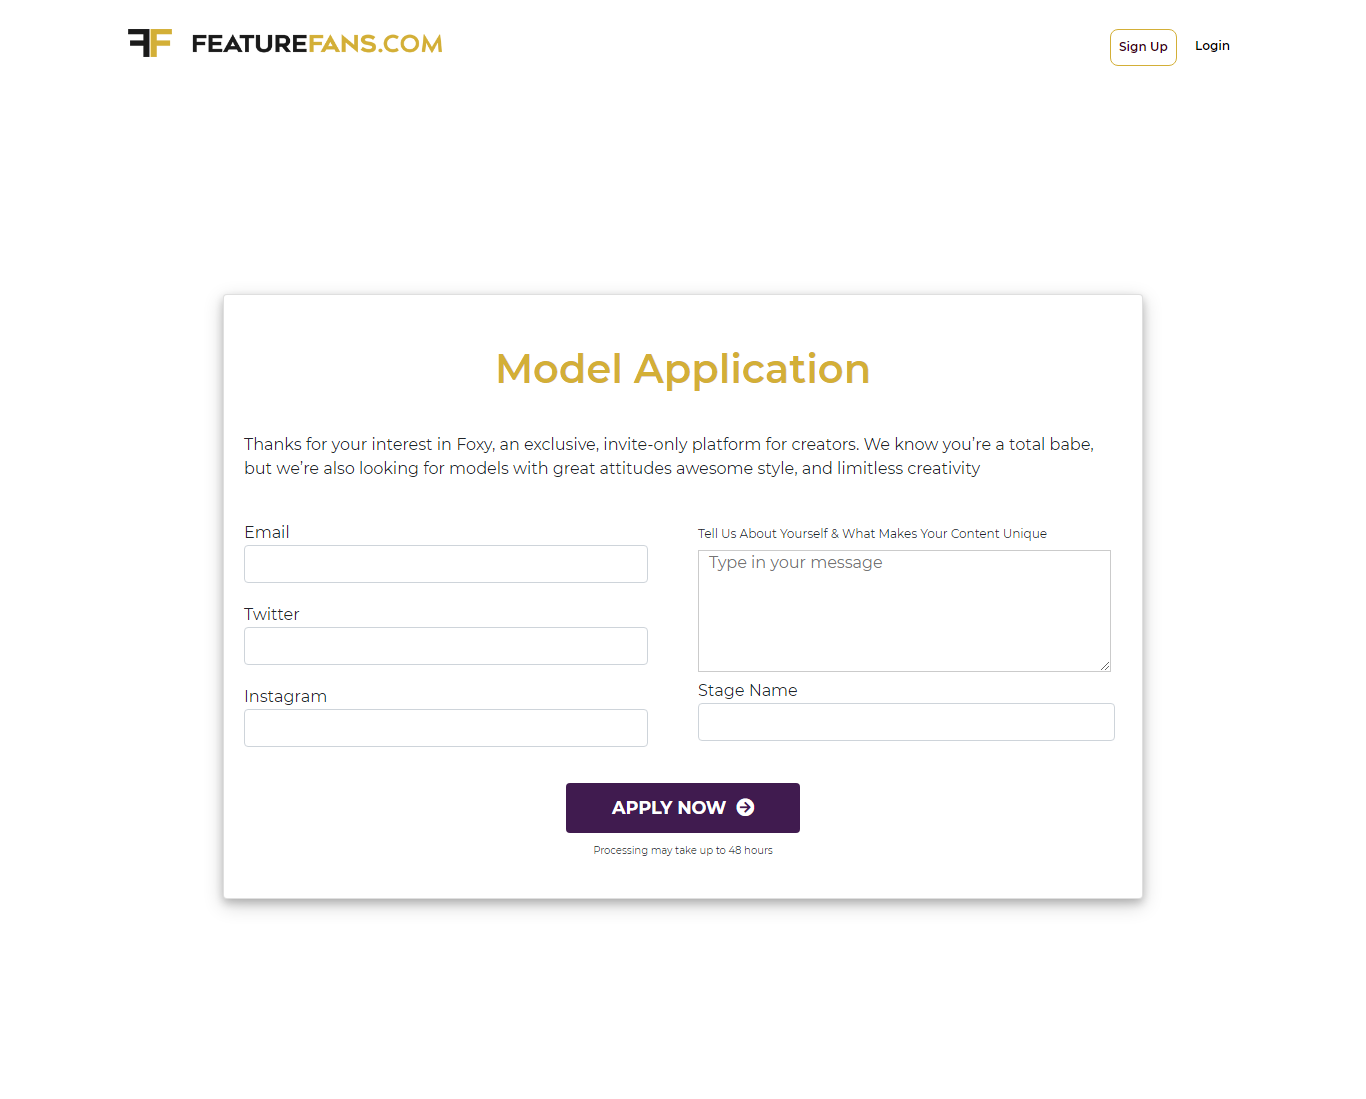 FF FEATUREFANS.COM
Sign Up
Login
Model Application
Thanks for your interest in Foxy, an exclusive, invite-only platform for creators. We know you’re a total babe,
but we’re also looking for models with great attitudes awesome style, and limitless creativity
Email
Twitter
Instagram
Tell Us About Yourself & What Makes Your Content Unique
Type in your message
Stage Name
APPLY NOW
Processing may take up to 48 hours